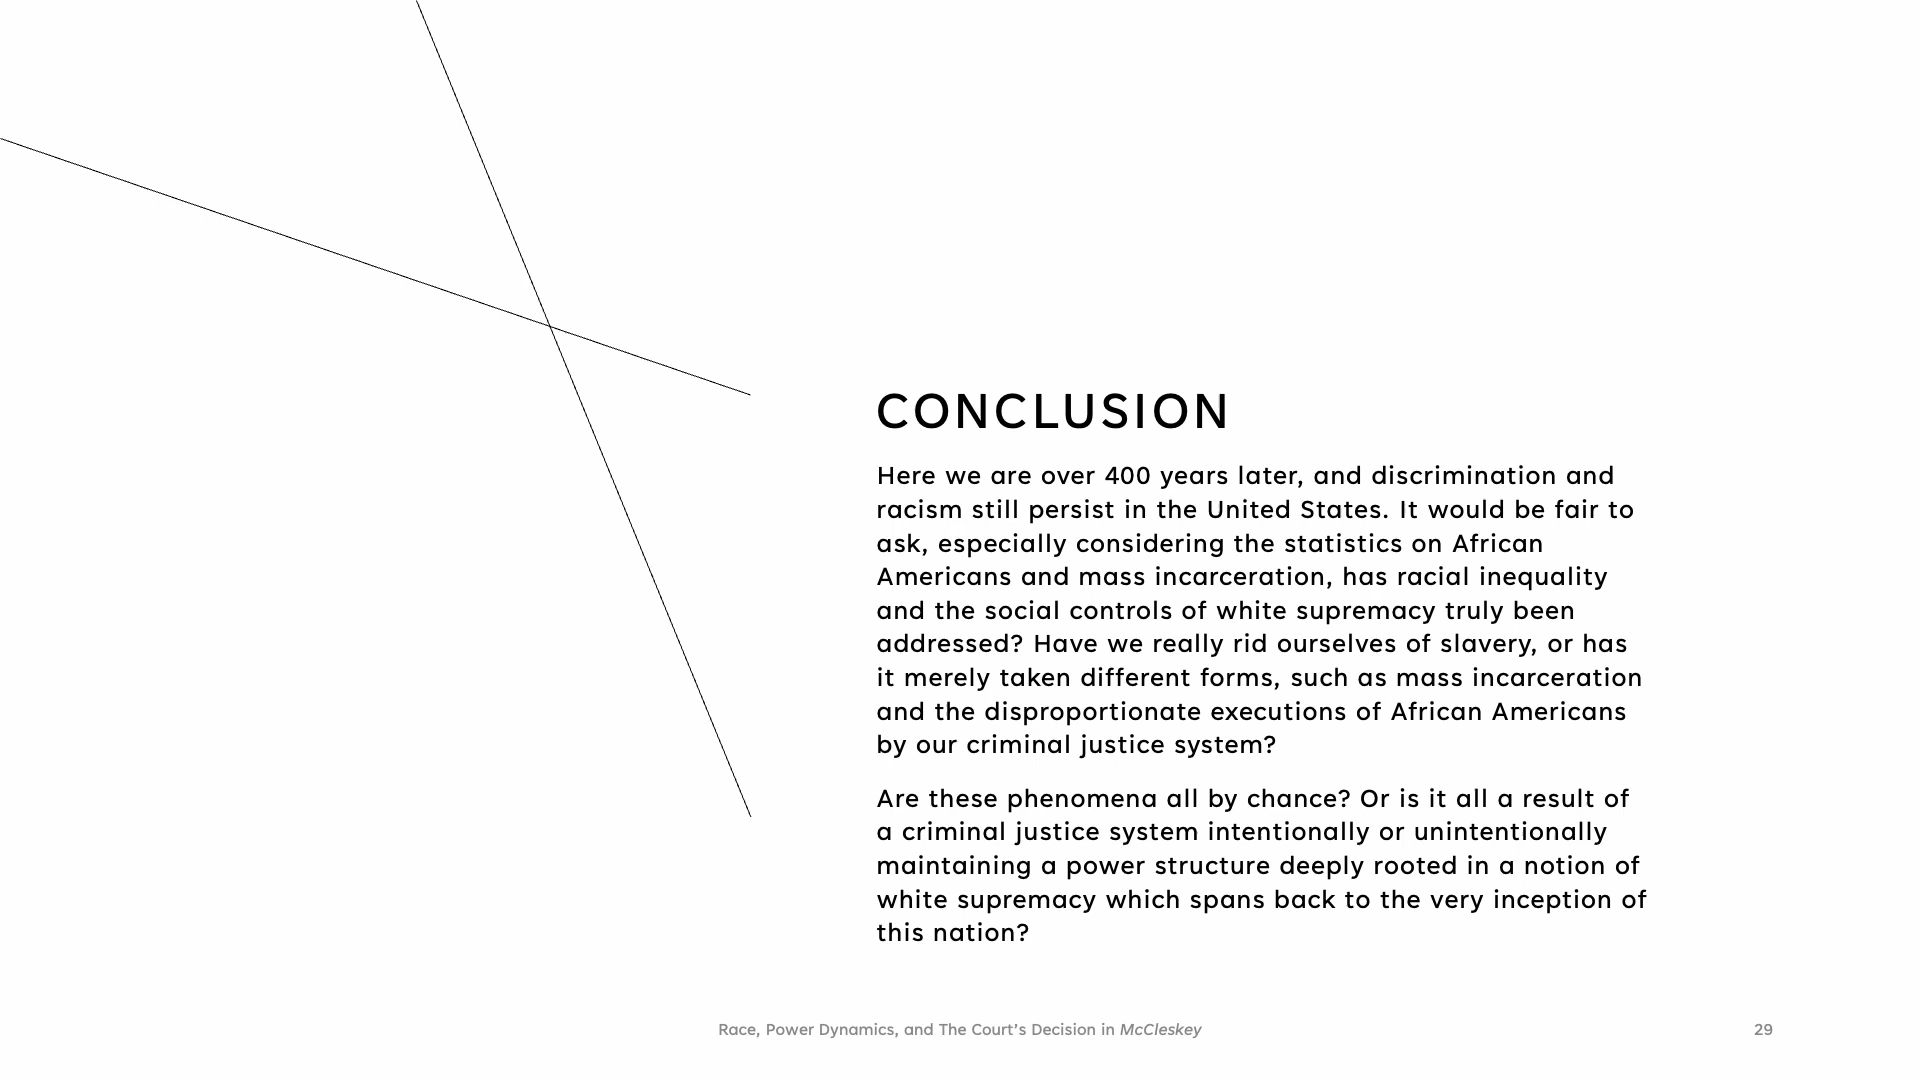 CONCLUSION
Here we are over 400 years later, and discrimination and
racism still persist in the United States. It would be fair to
ask, especially considering the statistics on African
Americans and mass incarceration, has racial inequality
and the social controls of white supremacy truly been
addressed? Have we really rid ourselves of slavery, or has
it merely taken different forms, such as mass incarceration
and the disproportionate executions of African Americans
by our criminal justice system?
Are these phenomena all by chance? Or is it all a result of
a criminal justice system intentionally or unintentionally
maintaining a power structure deeply rooted in a notion of
white supremacy which spans back to the very inception of
this nation?
Race, Power Dynamics, and The Court's Decision in McCleskey
29